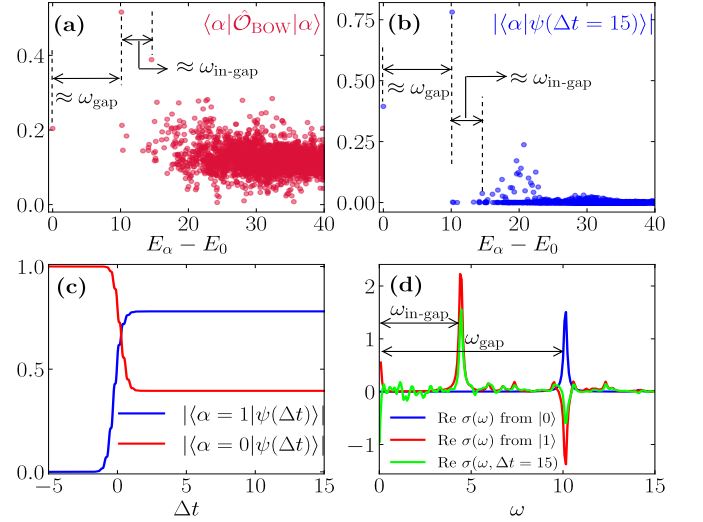 (a) ⟨α|Ô_BOW|α⟩
≈ ω_in-gap
≈ ω_gap
0.4
0.2
0.0
0 10 20 30 40
E_α − E_0
(b) |⟨α|ψ(Δt = 15)⟩|
≈ ω_in-gap
≈ ω_gap
0.75
0.50
0.25
0.00
0 10 20 30 40
E_α − E_0
(c)
1.0
0.5
0.0
|⟨α = 1|ψ(Δt)⟩|
|⟨α = 0|ψ(Δt)⟩|
−5 0 5 10 15
Δt
(d)
ω_in-gap
ω_gap
2
1
0
−1
Re σ(ω) from |0⟩
Re σ(ω) from |1⟩
Re σ(ω, Δt = 15)
0 5 10 15
ω